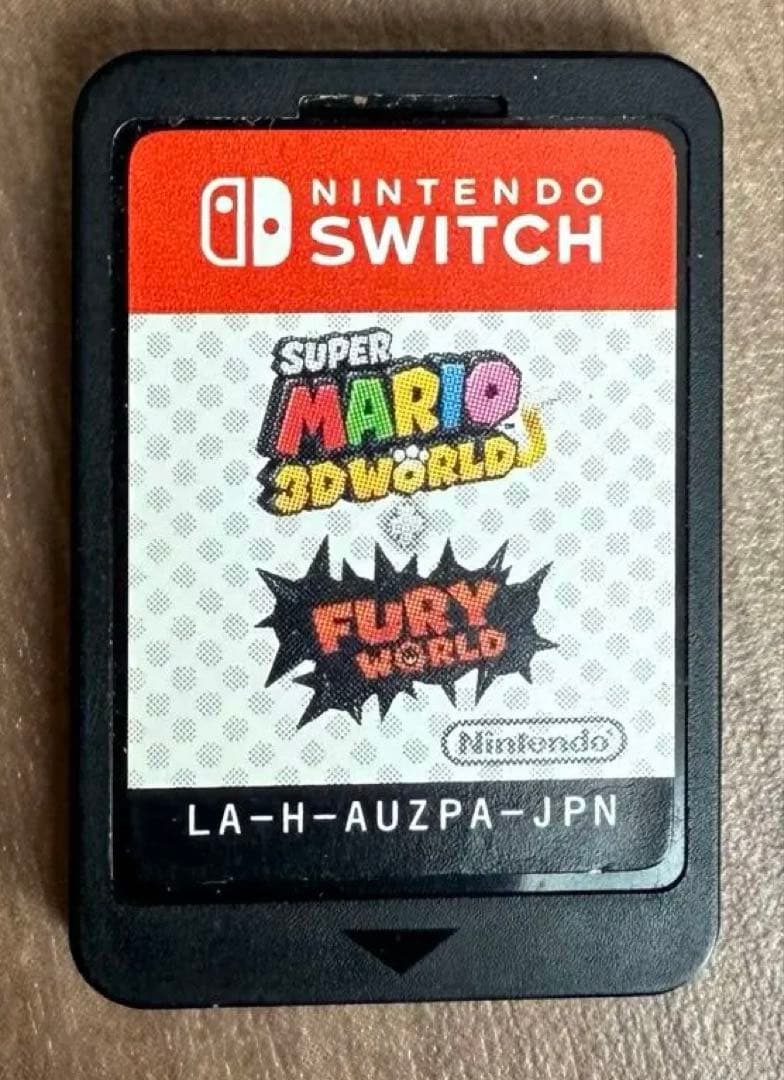 NINTENDO
SWITCH
SUPER
MARIO
3D WORLD
FURY
WORLD
Nintendo
LA-H-AUZPA-JPN